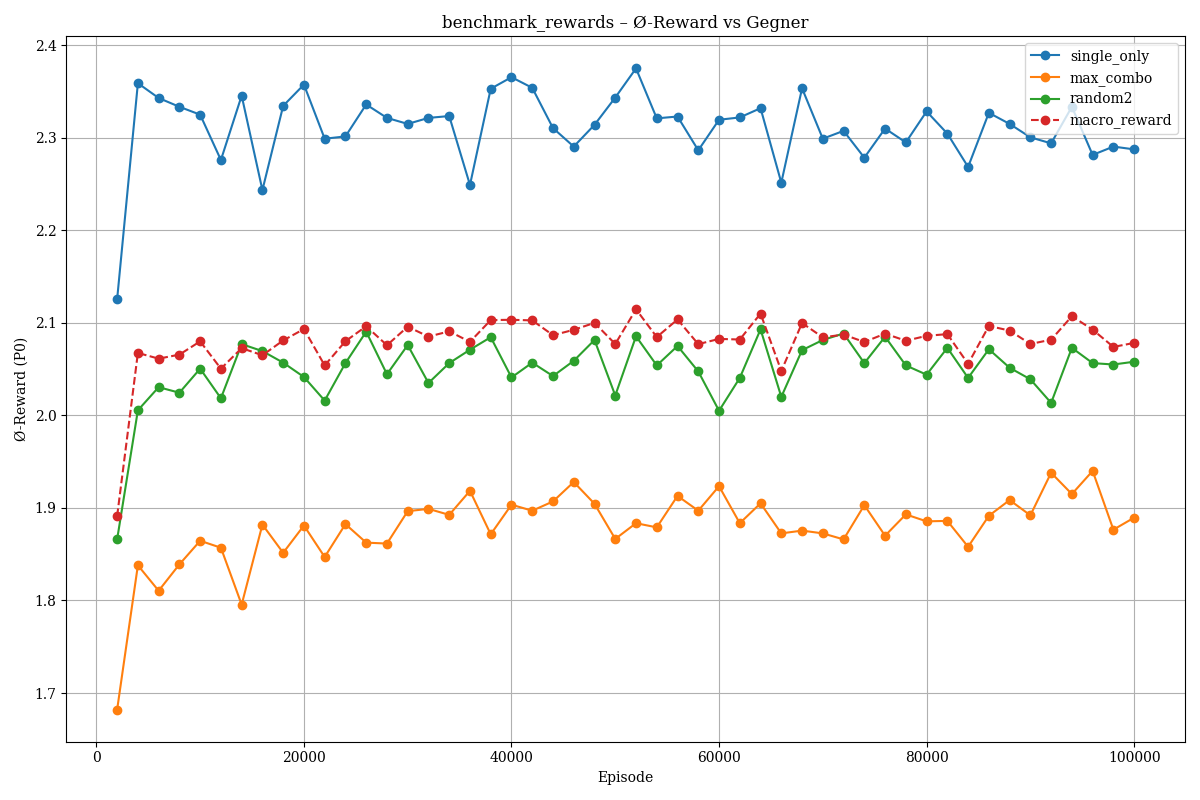 benchmark_rewards – Ø-Reward vs Gegner
single_only
max_combo
random2
macro_reward
Ø-Reward (P0)
2.4
2.3
2.2
2.1
2.0
1.9
1.8
1.7
0 20000 40000 60000 80000 100000
Episode